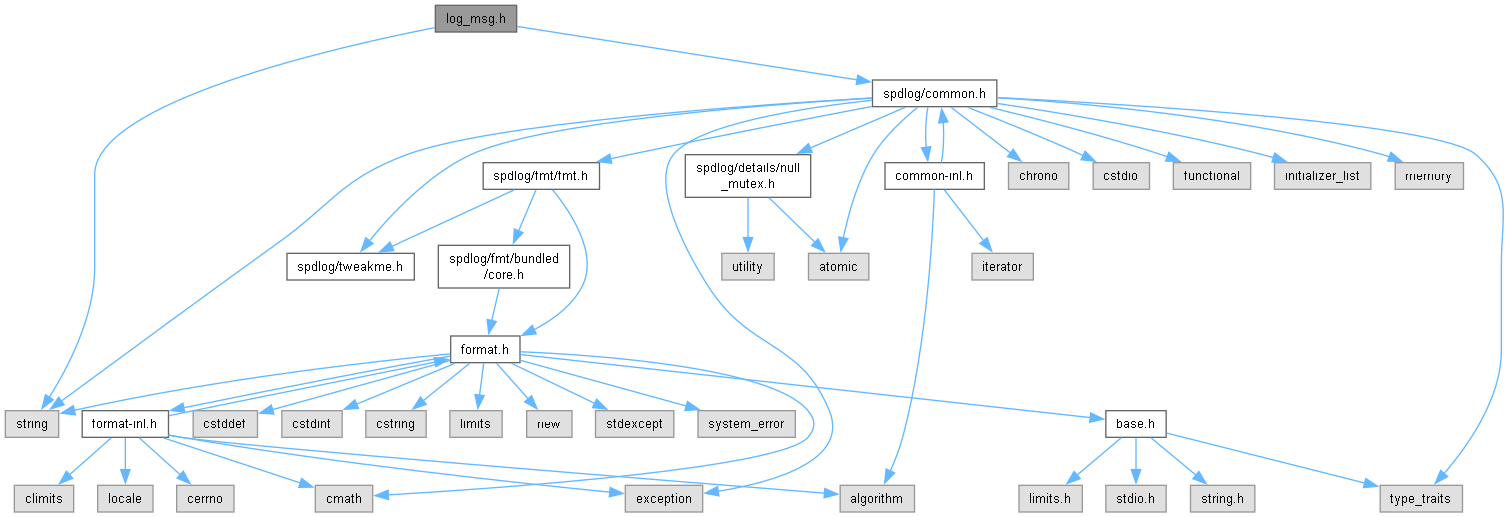 log_msg.h
spdlog/common.h
spdlog/fmt/fmt.h
spdlog/details/null
_mutex.h
common-inl.h
chrono
cstdio
functional
initializer_list
memory
spdlog/tweakme.h
spdlog/fmt/bundled
/core.h
utility
atomic
iterator
format.h
string
format-inl.h
cstddef
cstdint
cstring
limits
new
stdexcept
system_error
base.h
climits
locale
cerrno
cmath
exception
algorithm
limits.h
stdio.h
string.h
type_traits